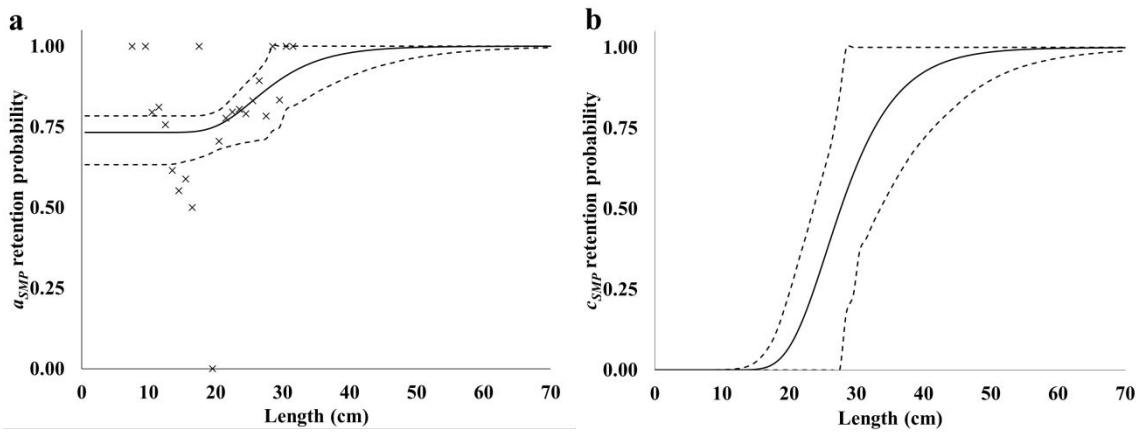 a
1.00
0.75
0.50
0.25
0.00
a_SMP retention probability
0 10 20 30 40 50 60 70
Length (cm)
b
1.00
0.75
0.50
0.25
0.00
c_SMP retention probability
0 10 20 30 40 50 60 70
Length (cm)